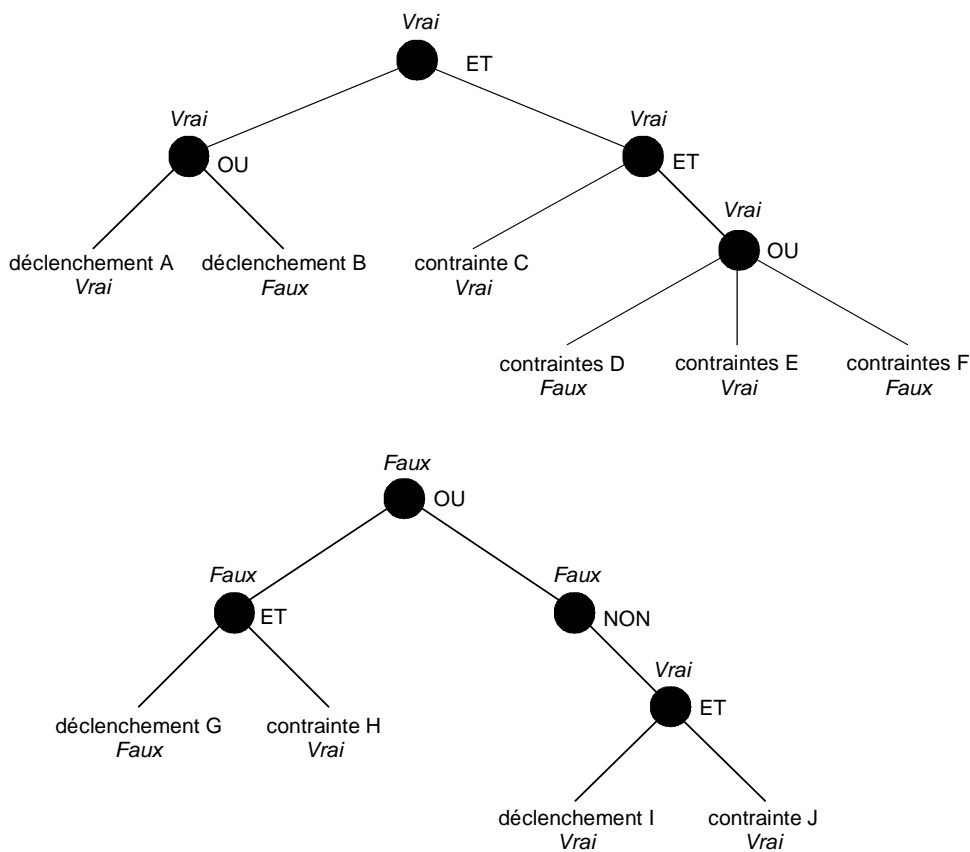 Vrai
ET
Vrai
OU
Vrai
ET
déclenchement A
Vrai
déclenchement B
Faux
contrainte C
Vrai
Vrai
OU
contraintes D
Faux
contraintes E
Vrai
contraintes F
Faux
Faux
OU
Faux
ET
Faux
NON
déclenchement G
Faux
contrainte H
Vrai
Vrai
ET
déclenchement I
Vrai
contrainte J
Vrai